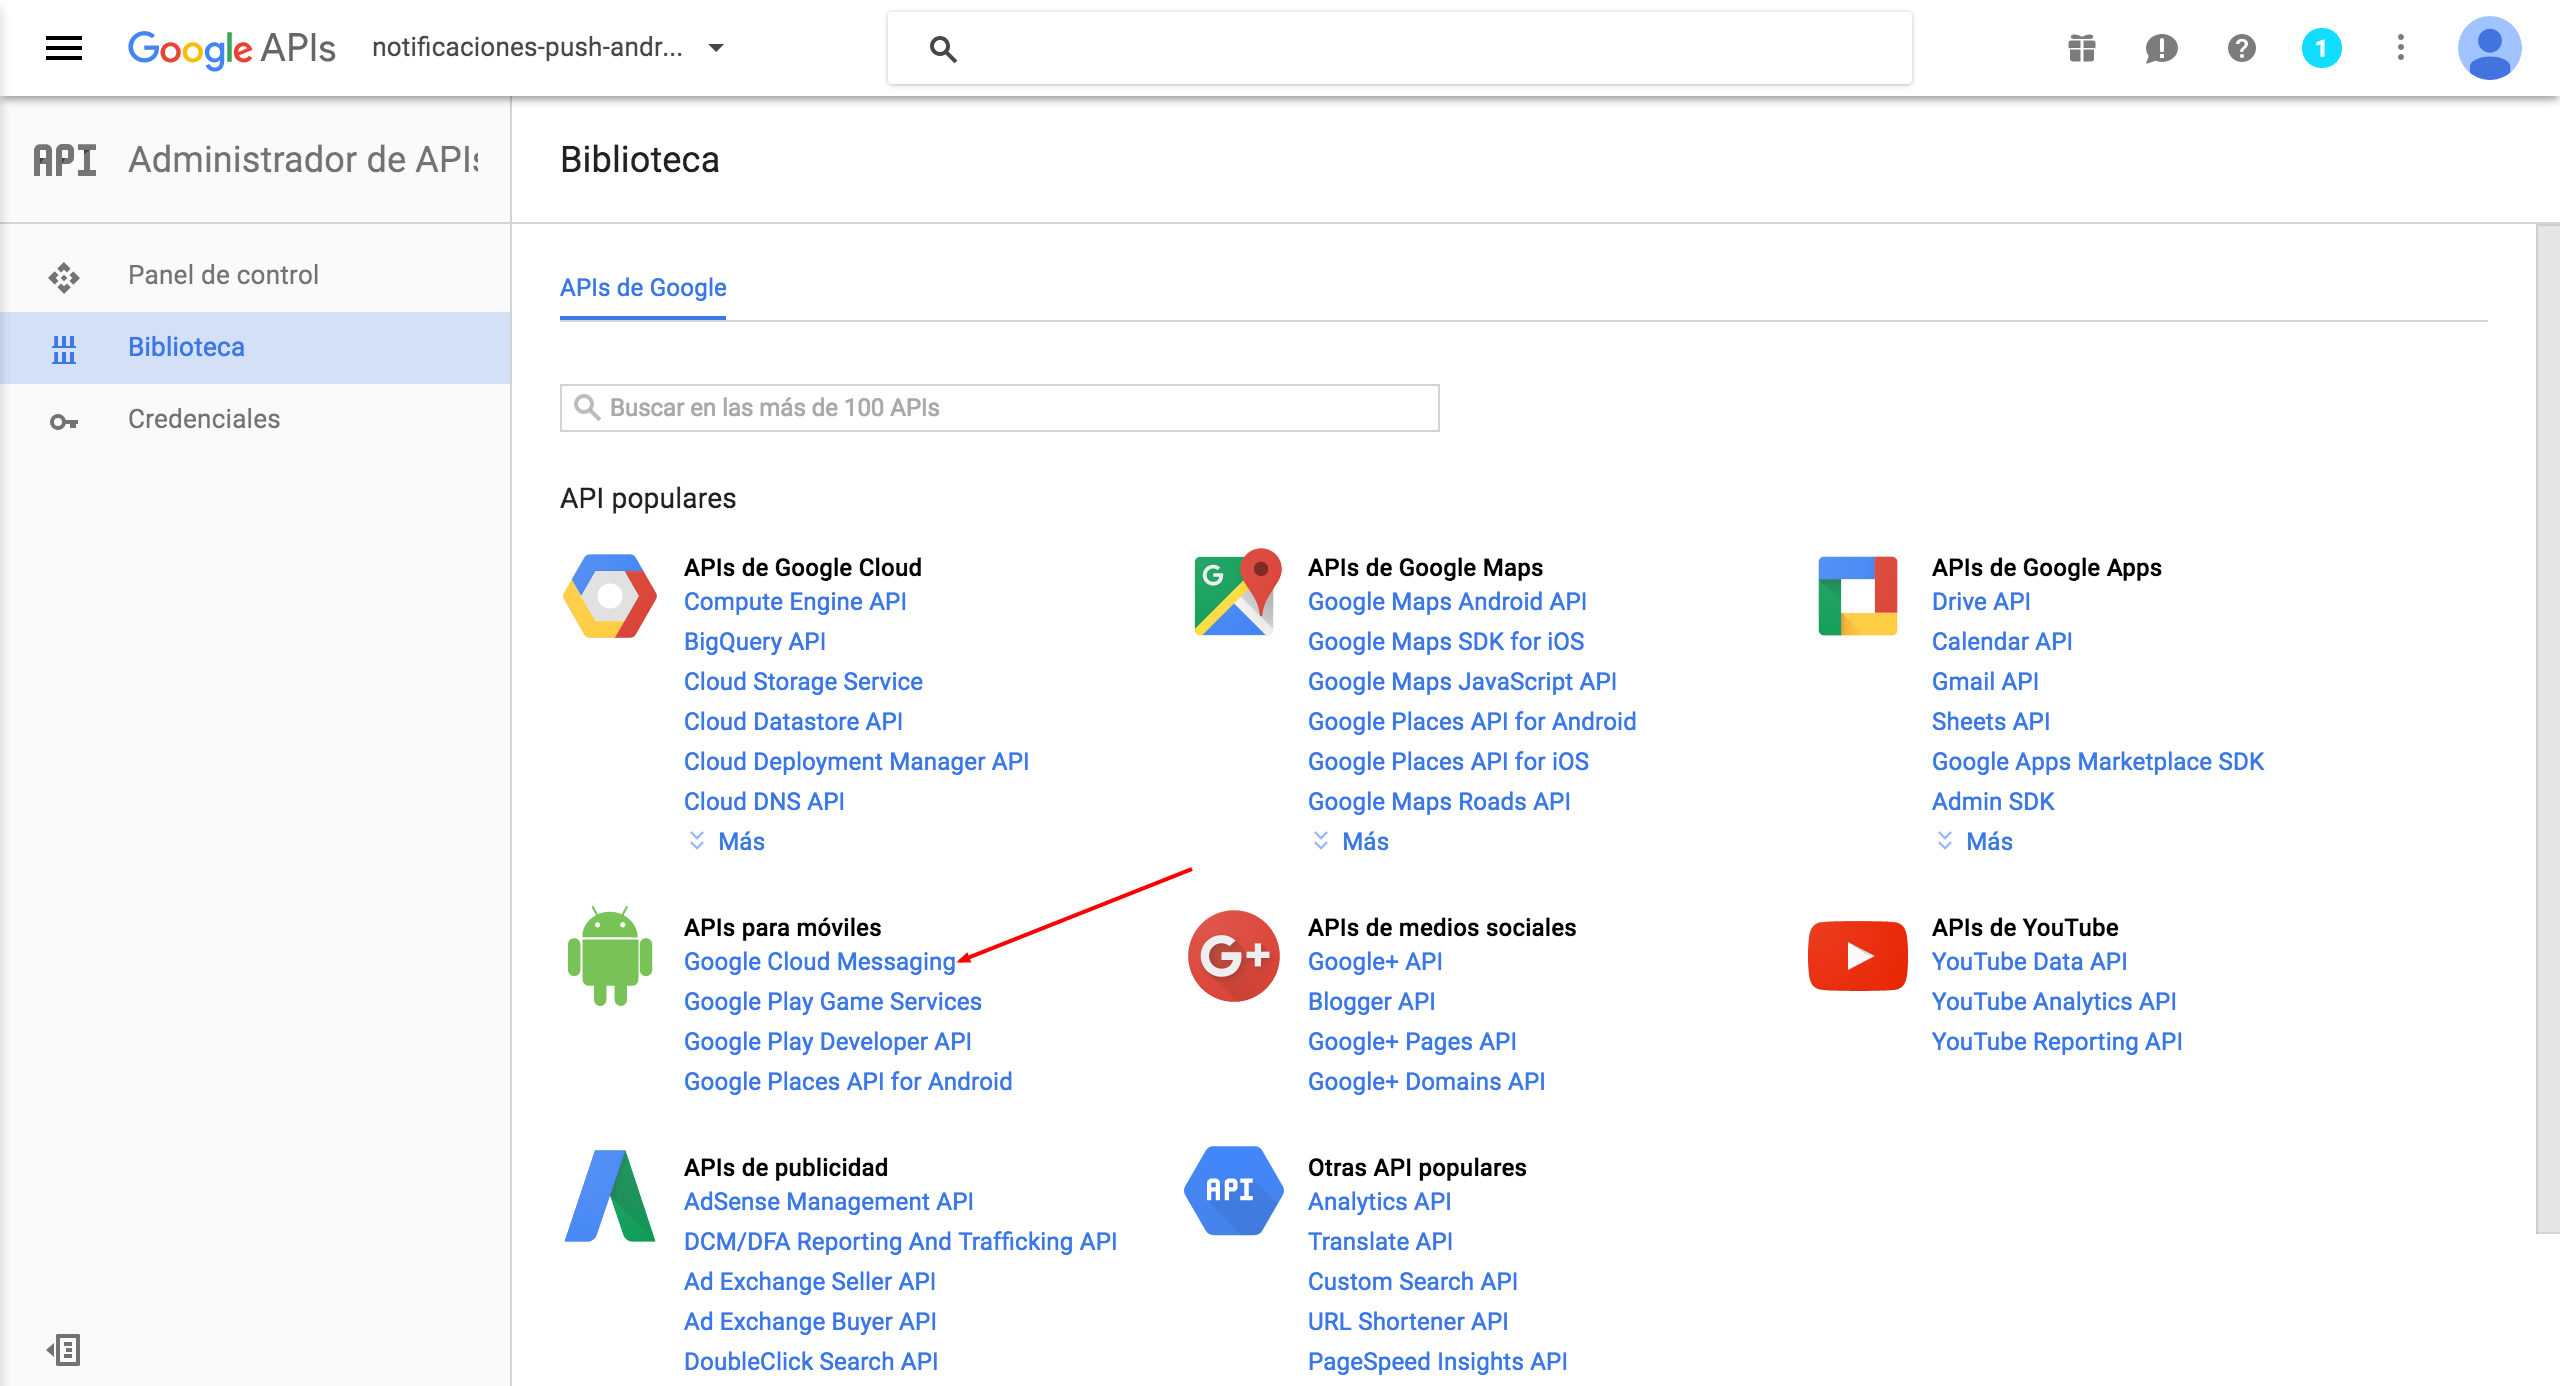 Google APIs notificaciones-push-andr... 1
API Administrador de APIs
Biblioteca
Panel de control
Biblioteca
Credenciales
APIs de Google
Buscar en las más de 100 APIs
API populares
APIs de Google Cloud
Compute Engine API
BigQuery API
Cloud Storage Service
Cloud Datastore API
Cloud Deployment Manager API
Cloud DNS API
Más
G
APIs de Google Maps
Google Maps Android API
Google Maps SDK for iOS
Google Maps JavaScript API
Google Places API for Android
Google Places API for iOS
Google Maps Roads API
Más
APIs de Google Apps
Drive API
Calendar API
Gmail API
Sheets API
Google Apps Marketplace SDK
Admin SDK
Más
APIs para móviles
Google Cloud Messaging
Google Play Game Services
Google Play Developer API
Google Places API for Android
G+
APIs de medios sociales
Google+ API
Blogger API
Google+ Pages API
Google+ Domains API
APIs de YouTube
YouTube Data API
YouTube Analytics API
YouTube Reporting API
APIs de publicidad
AdSense Management API
DCM/DFA Reporting And Trafficking API
Ad Exchange Seller API
Ad Exchange Buyer API
DoubleClick Search API
API
Otras API populares
Analytics API
Translate API
Custom Search API
URL Shortener API
PageSpeed Insights API